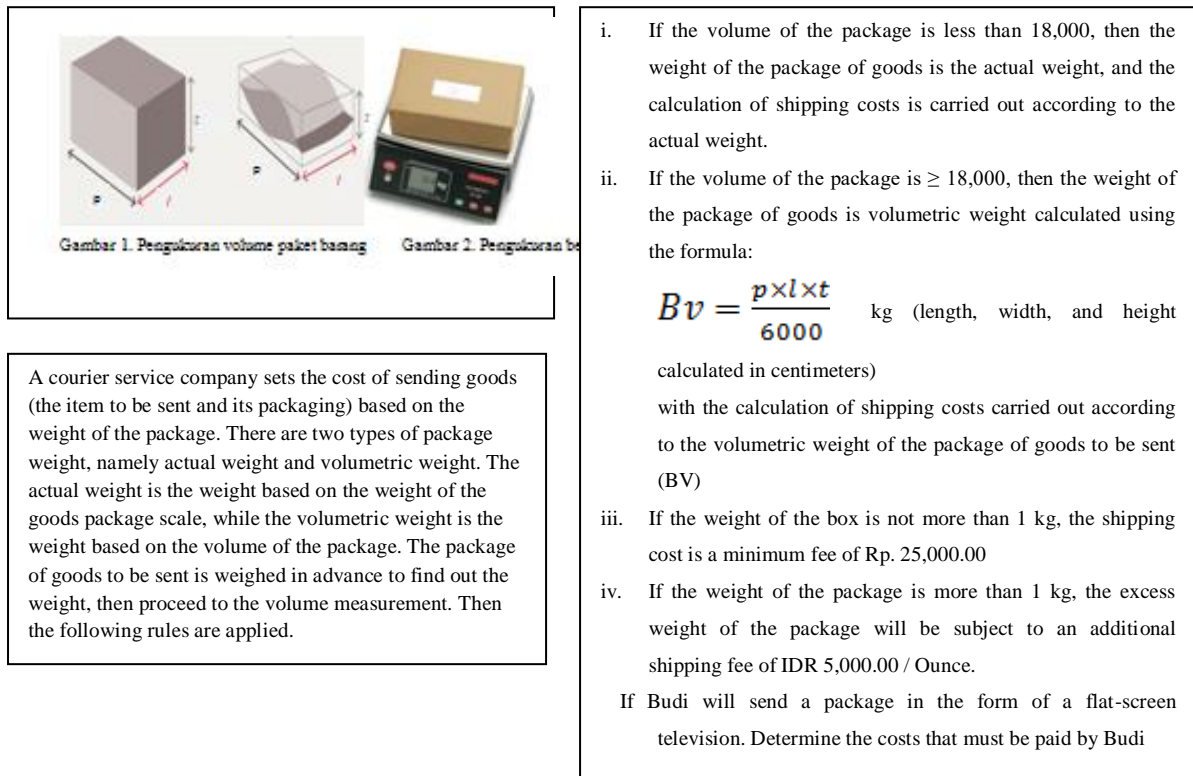 p
l
t
p
l
t
Gambar 1. Pengukuran volume paket barang
Gambar 2. Pengukuran be
A courier service company sets the cost of sending goods
(the item to be sent and its packaging) based on the
weight of the package. There are two types of package
weight, namely actual weight and volumetric weight. The
actual weight is the weight based on the weight of the
goods package scale, while the volumetric weight is the
weight based on the volume of the package. The package
of goods to be sent is weighed in advance to find out the
weight, then proceed to the volume measurement. Then
the following rules are applied.
i. If the volume of the package is less than 18,000, then the
weight of the package of goods is the actual weight, and the
calculation of shipping costs is carried out according to the
actual weight.
ii. If the volume of the package is ≥ 18,000, then the weight of
the package of goods is volumetric weight calculated using
the formula:
Bv = p×l×t / 6000 kg (length, width, and height
calculated in centimeters)
with the calculation of shipping costs carried out according
to the volumetric weight of the package of goods to be sent
(BV)
iii. If the weight of the box is not more than 1 kg, the shipping
cost is a minimum fee of Rp. 25,000.00
iv. If the weight of the package is more than 1 kg, the excess
weight of the package will be subject to an additional
shipping fee of IDR 5,000.00 / Ounce.
If Budi will send a package in the form of a flat-screen
television. Determine the costs that must be paid by Budi